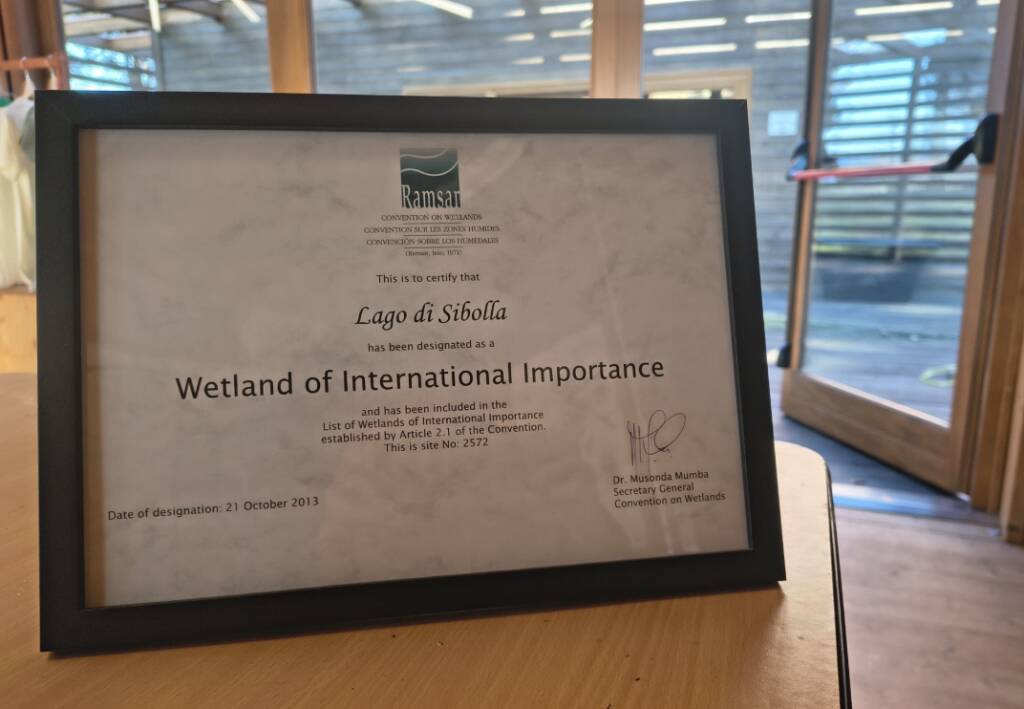 Ramsar
CONVENTION ON WETLANDS
CONVENTION SUR LES ZONES HUMIDES
CONVENCIÓN SOBRE LOS HUMEDALES
(Ramsar, Iran, 1971)
This is to certify that
Lago di Sibolla
has been designated as a
Wetland of International Importance
and has been included in the
List of Wetlands of International Importance
established by Article 2.1 of the Convention.
This is site No: 2572
Dr. Musonda Mumba
Secretary General
Convention on Wetlands
Date of designation: 21 October 2013